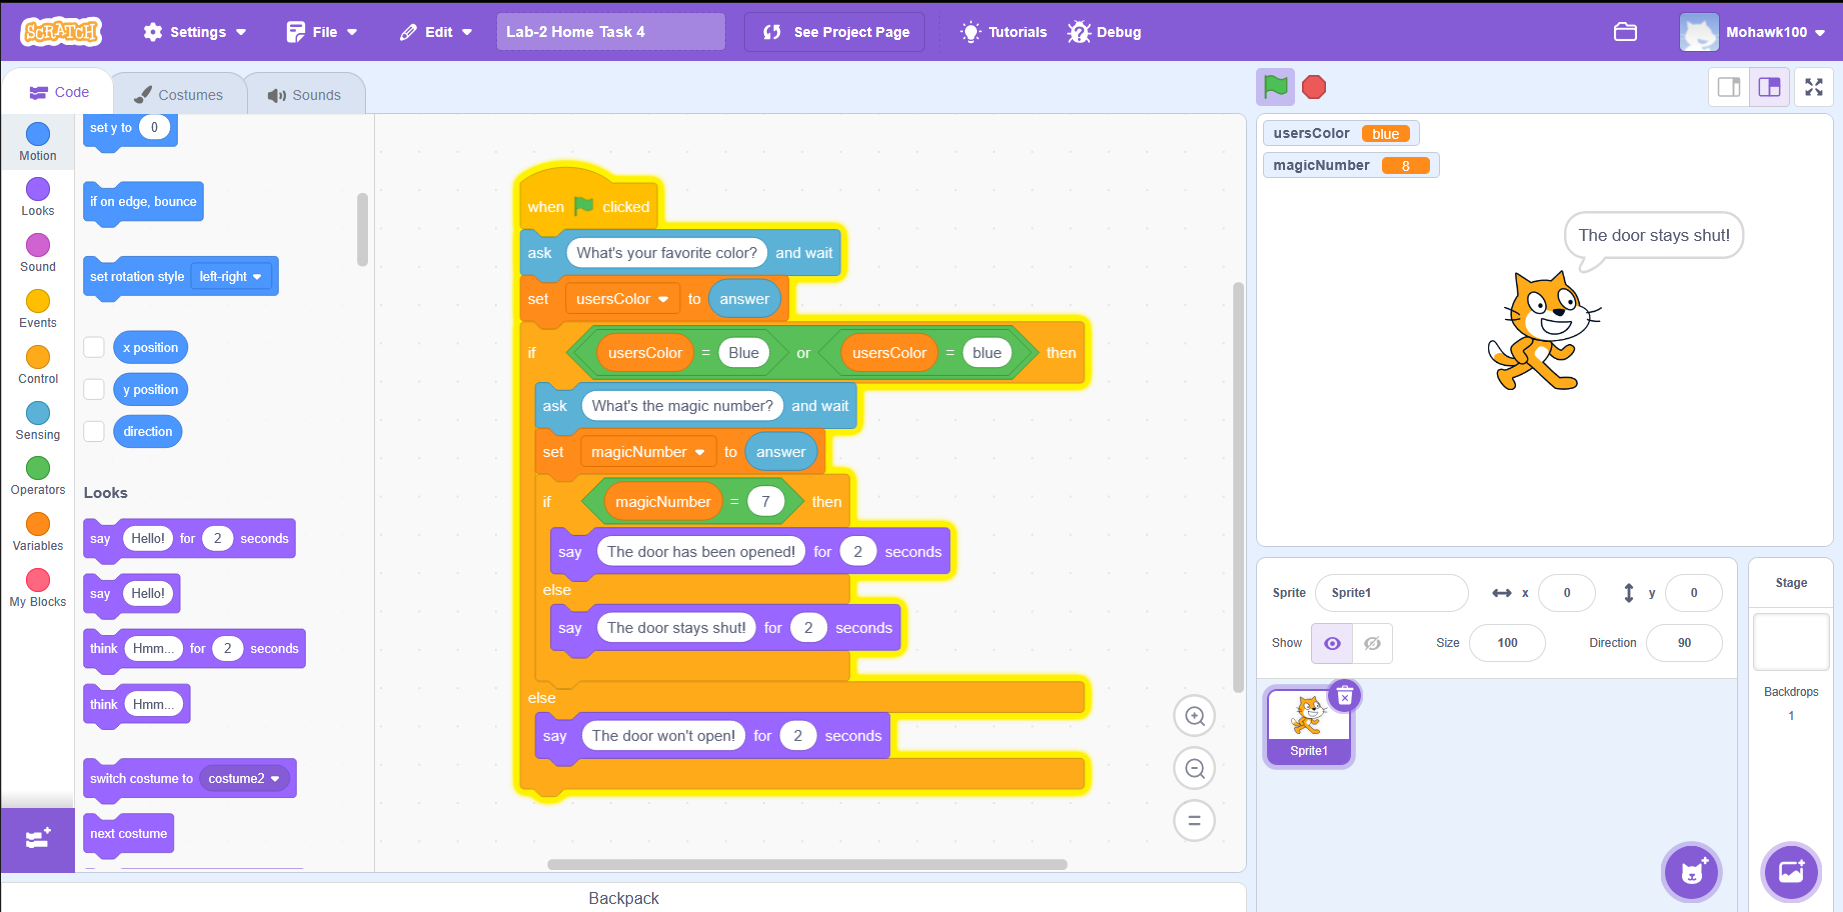 SCRATCH
Settings
File
Edit
Lab-2 Home Task 4
See Project Page
Tutorials
Debug
Mohawk100
Code
Costumes
Sounds
Motion
Looks
Sound
Events
Control
Sensing
Operators
Variables
My Blocks
set y to 0
if on edge, bounce
set rotation style left-right
x position
y position
direction
Looks
say Hello! for 2 seconds
say Hello!
think Hmm... for 2 seconds
think Hmm...
switch costume to costume2
next costume
when clicked
ask What's your favorite color? and wait
set usersColor to answer
if usersColor = Blue or usersColor = blue then
ask What's the magic number? and wait
set magicNumber to answer
if magicNumber = 7 then
say The door has been opened! for 2 seconds
else
say The door stays shut! for 2 seconds
else
say The door won't open! for 2 seconds
Backpack
usersColor blue
magicNumber 8
The door stays shut!
Sprite Sprite1 x 0 y 0
Show Size 100 Direction 90
Sprite1
Stage
Backdrops
1